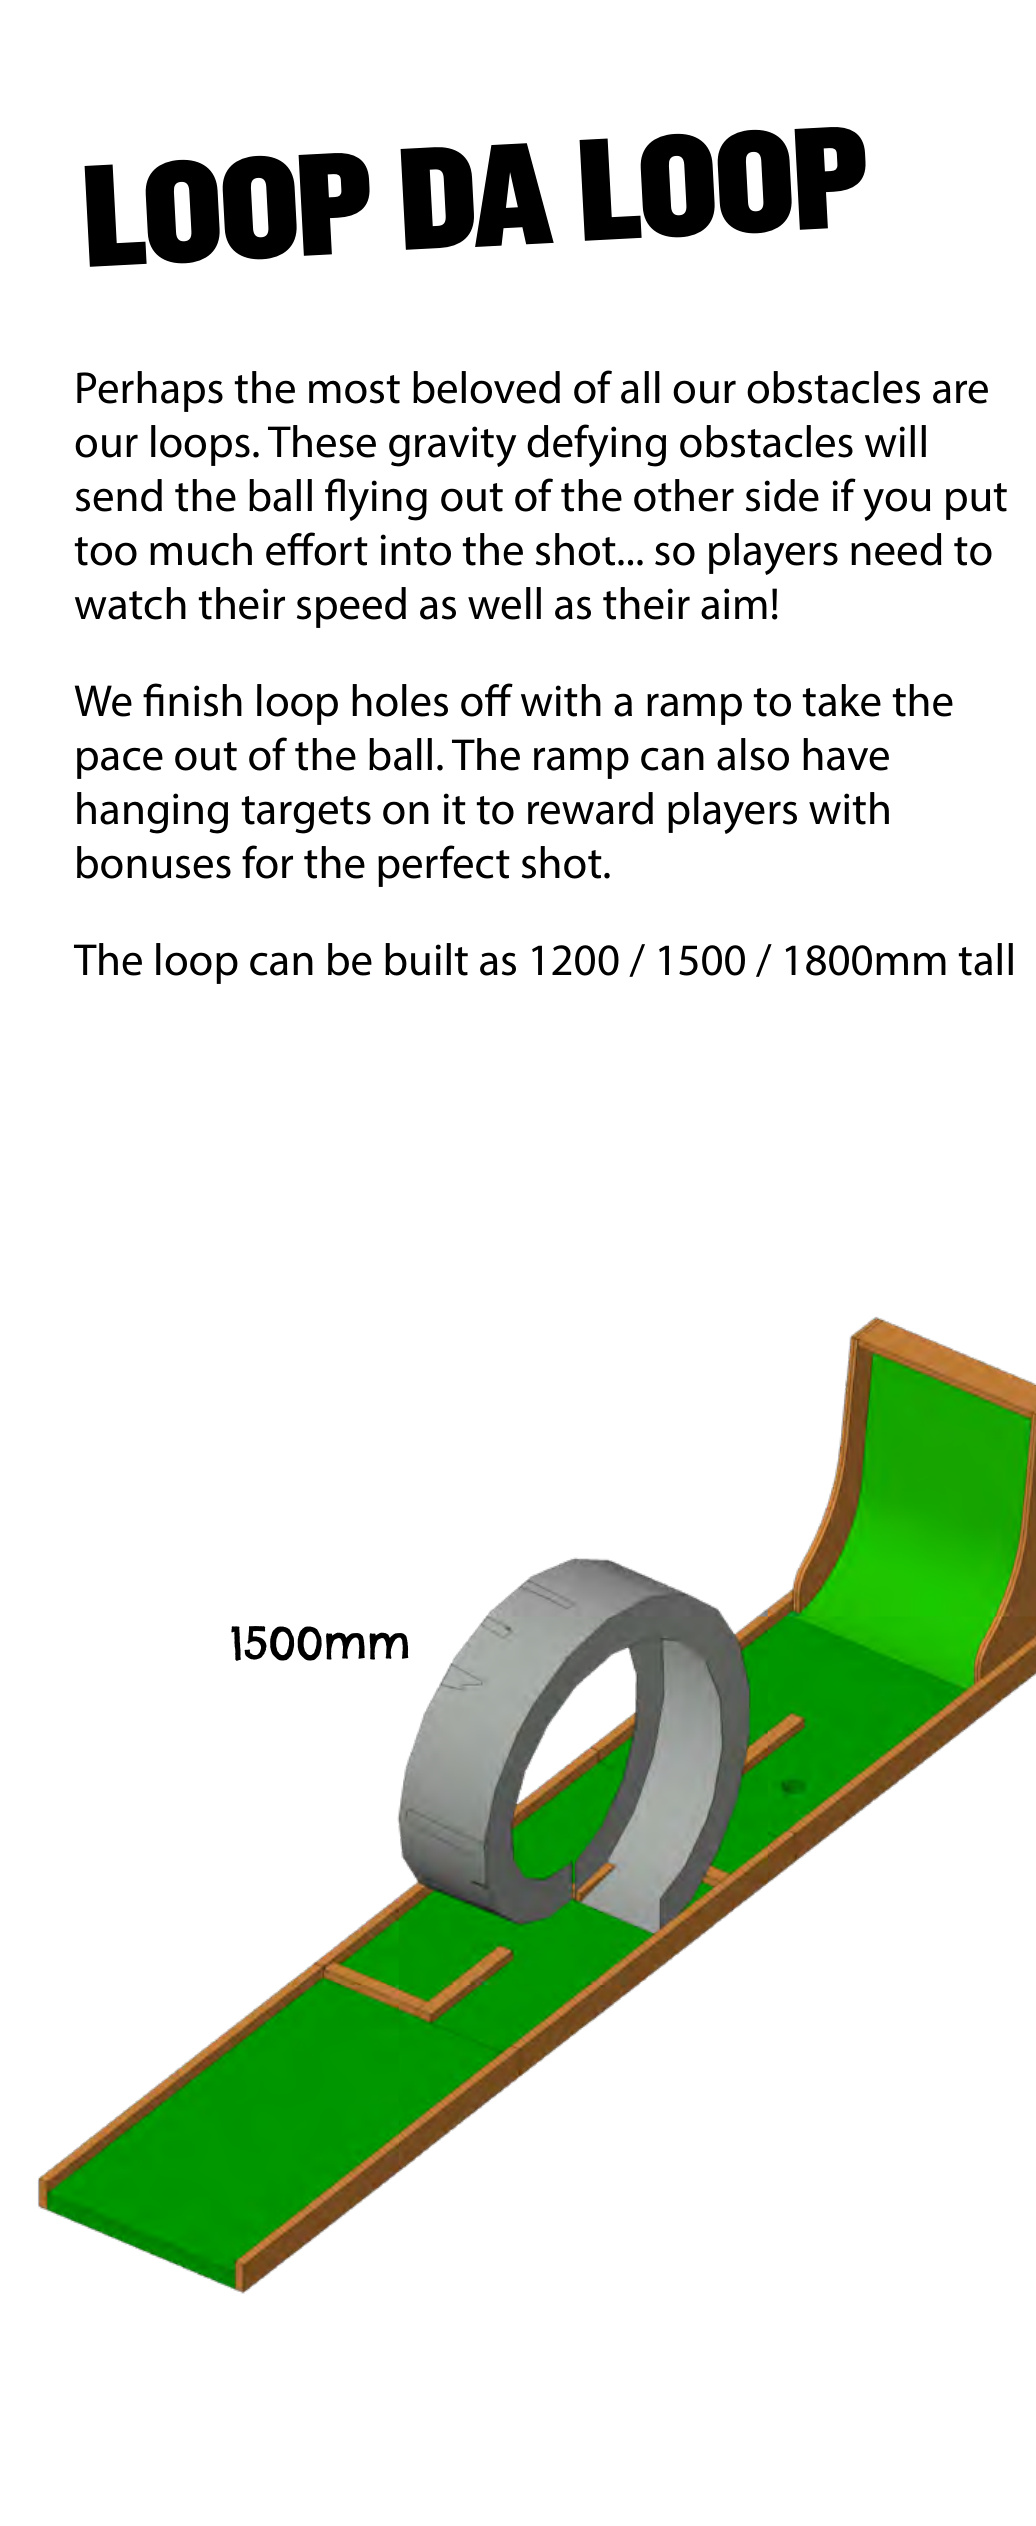 LOOP DA LOOP
Perhaps the most beloved of all our obstacles are
our loops. These gravity defying obstacles will
send the ball flying out of the other side if you put
too much effort into the shot... so players need to
watch their speed as well as their aim!
We finish loop holes off with a ramp to take the
pace out of the ball. The ramp can also have
hanging targets on it to reward players with
bonuses for the perfect shot.
The loop can be built as 1200 / 1500 / 1800mm tall
1500mm